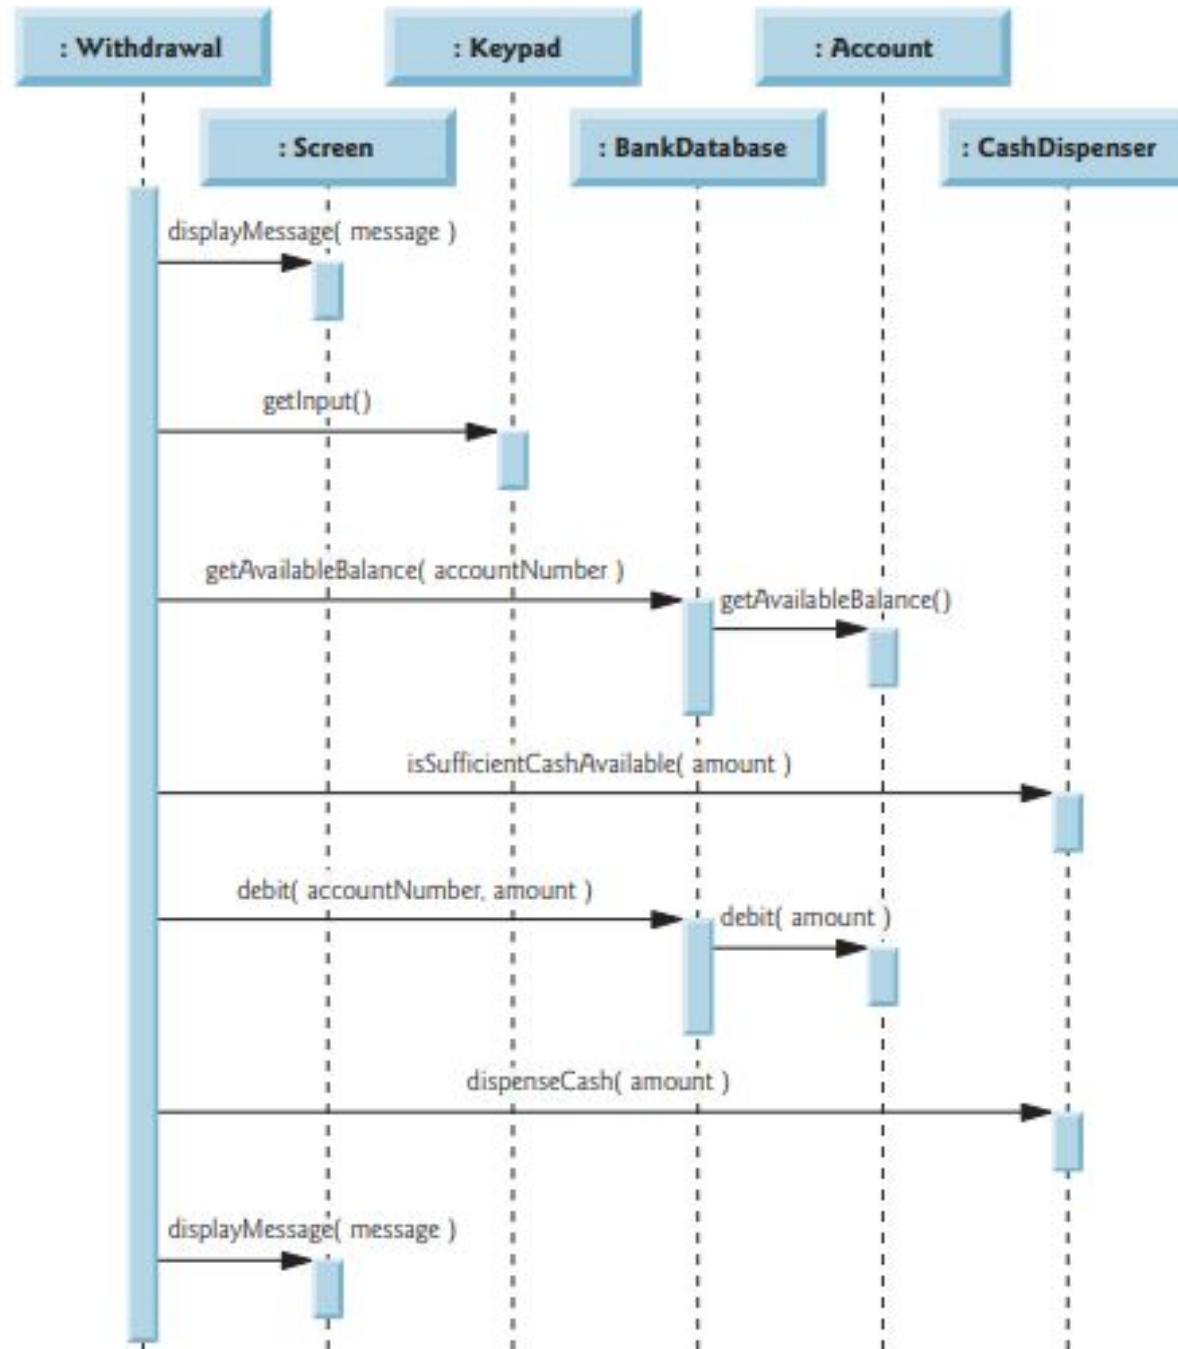 : Withdrawal
: Keypad
: Account
: Screen
: BankDatabase
: CashDispenser
displayMessage( message )
getInput()
getAvailableBalance( accountNumber )
getAvailableBalance()
isSufficientCashAvailable( amount )
debit( accountNumber, amount )
debit( amount )
dispenseCash( amount )
displayMessage( message )